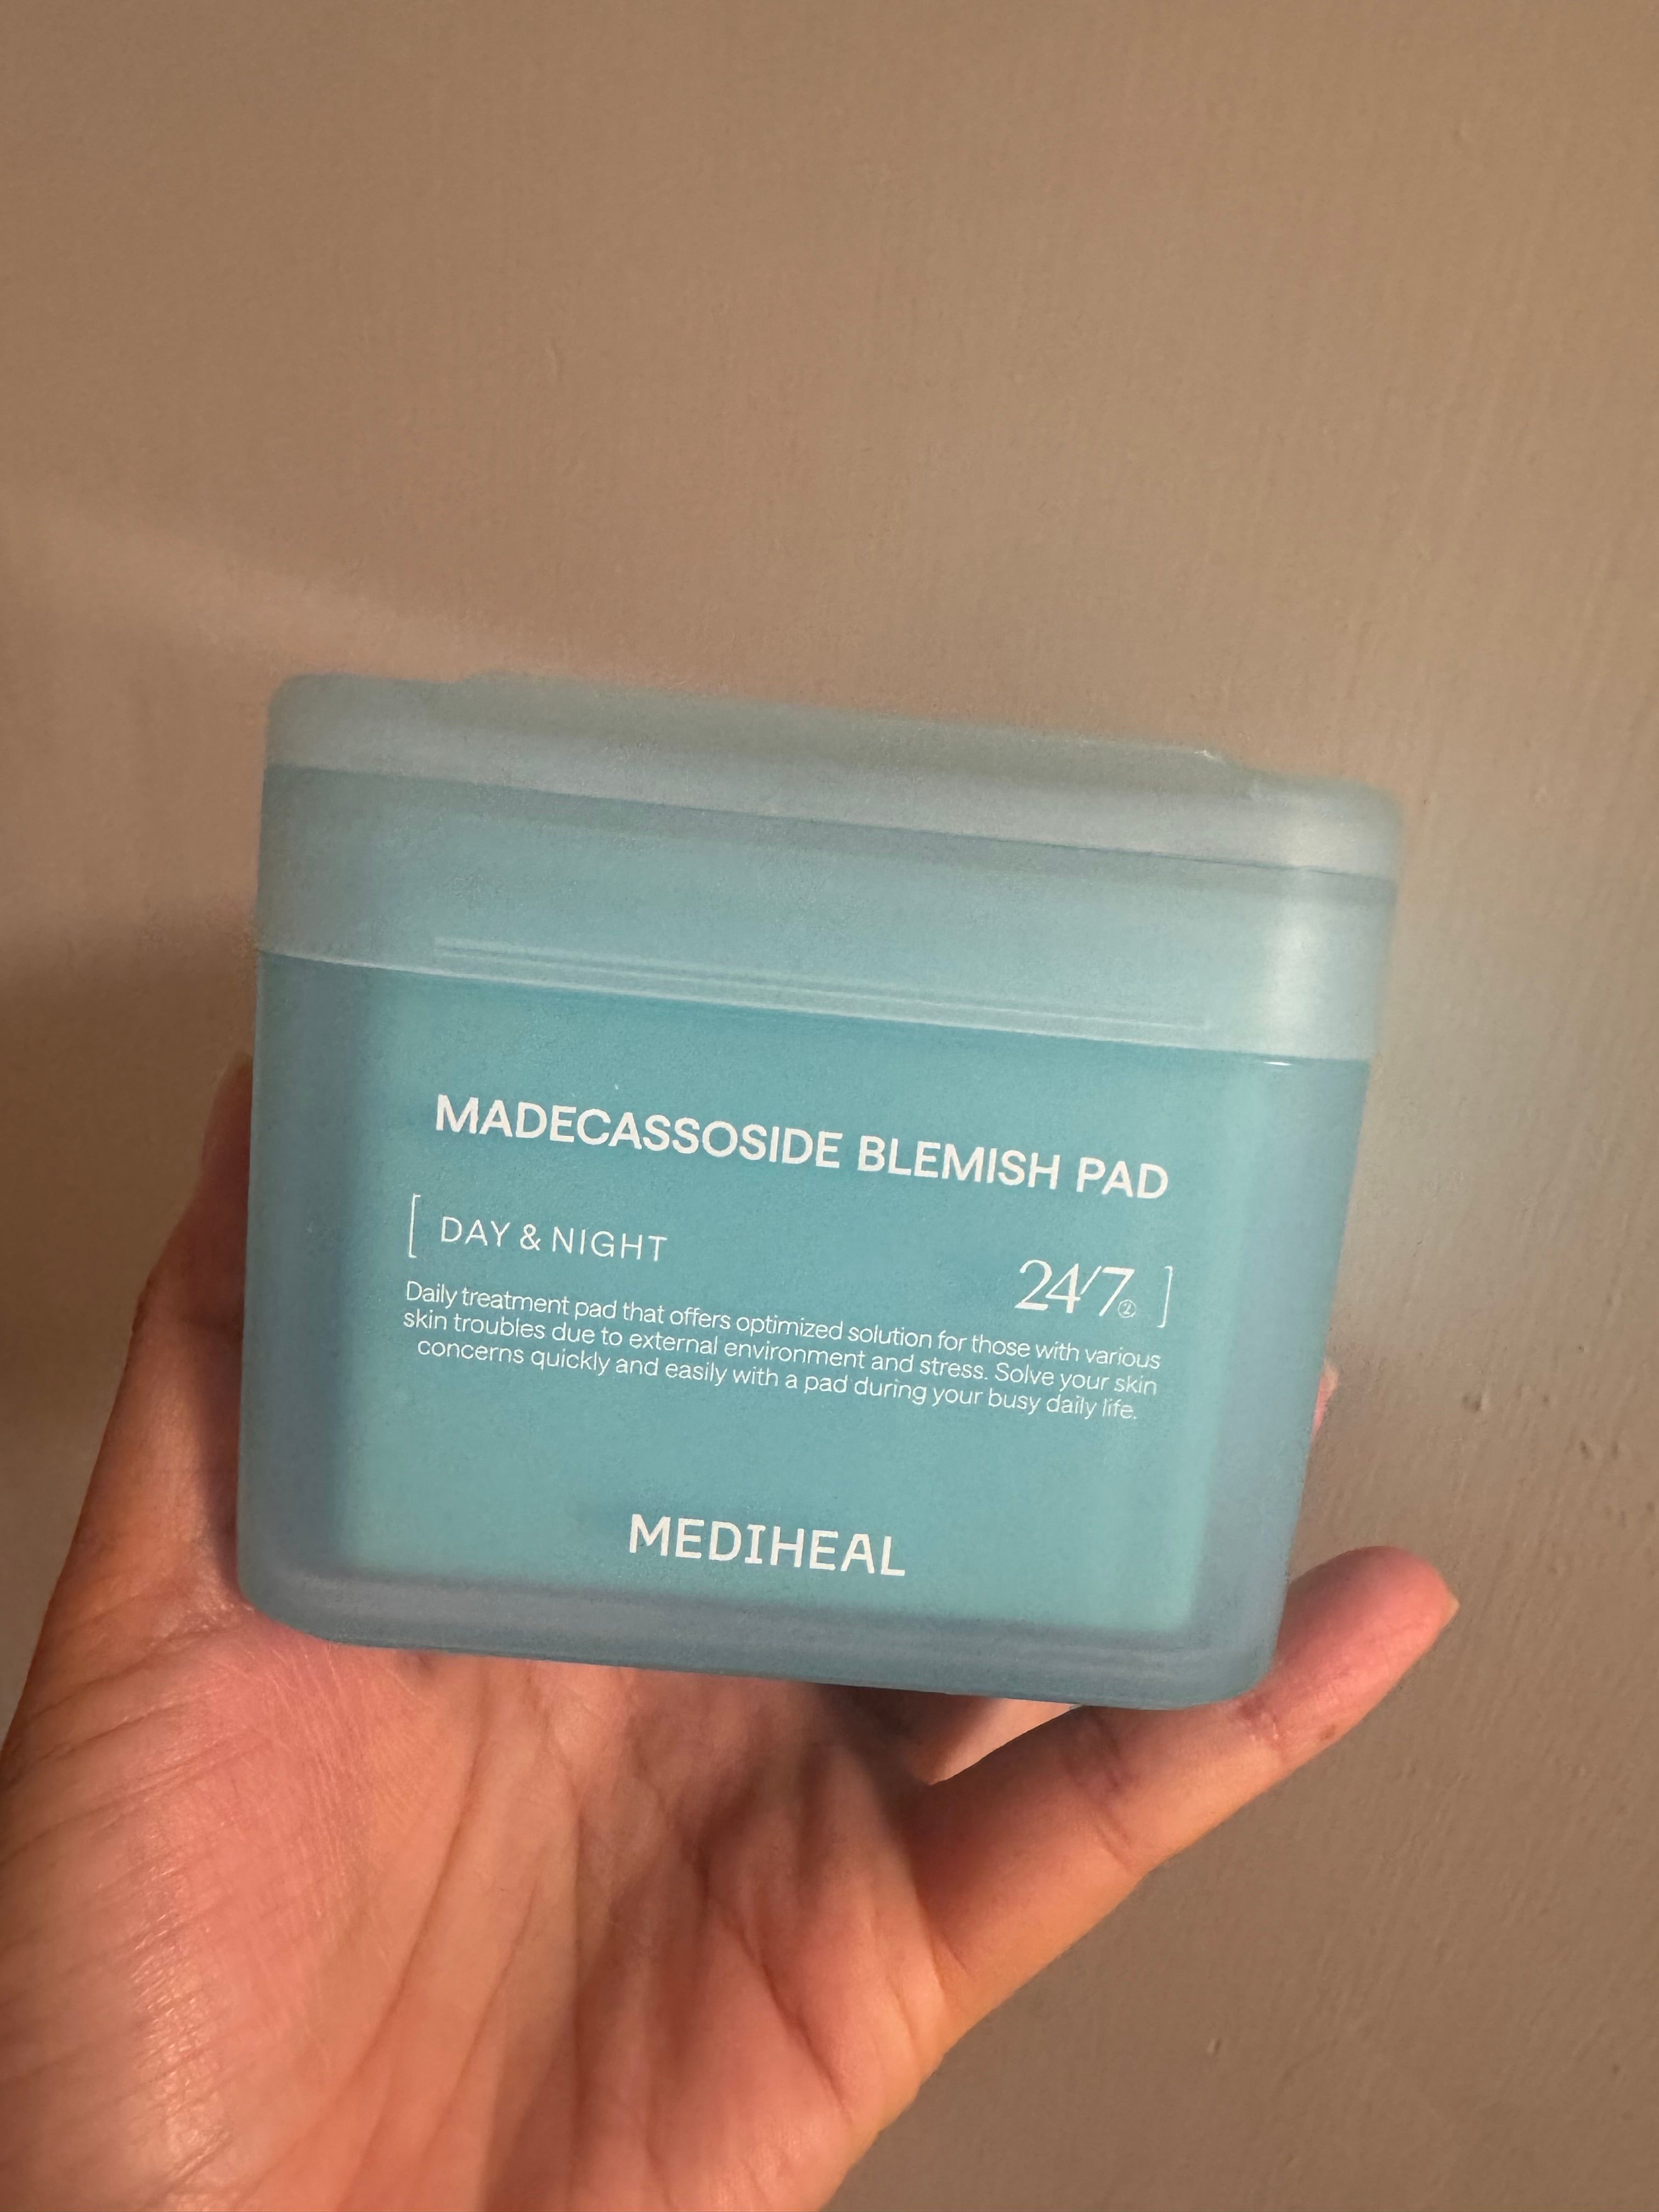 MADECASSOSIDE BLEMISH PAD
[ DAY & NIGHT 24/7 ② ]
Daily treatment pad that offers optimized solution for those with various
skin troubles due to external environment and stress. Solve your skin
concerns quickly and easily with a pad during your busy daily life.
MEDIHEAL